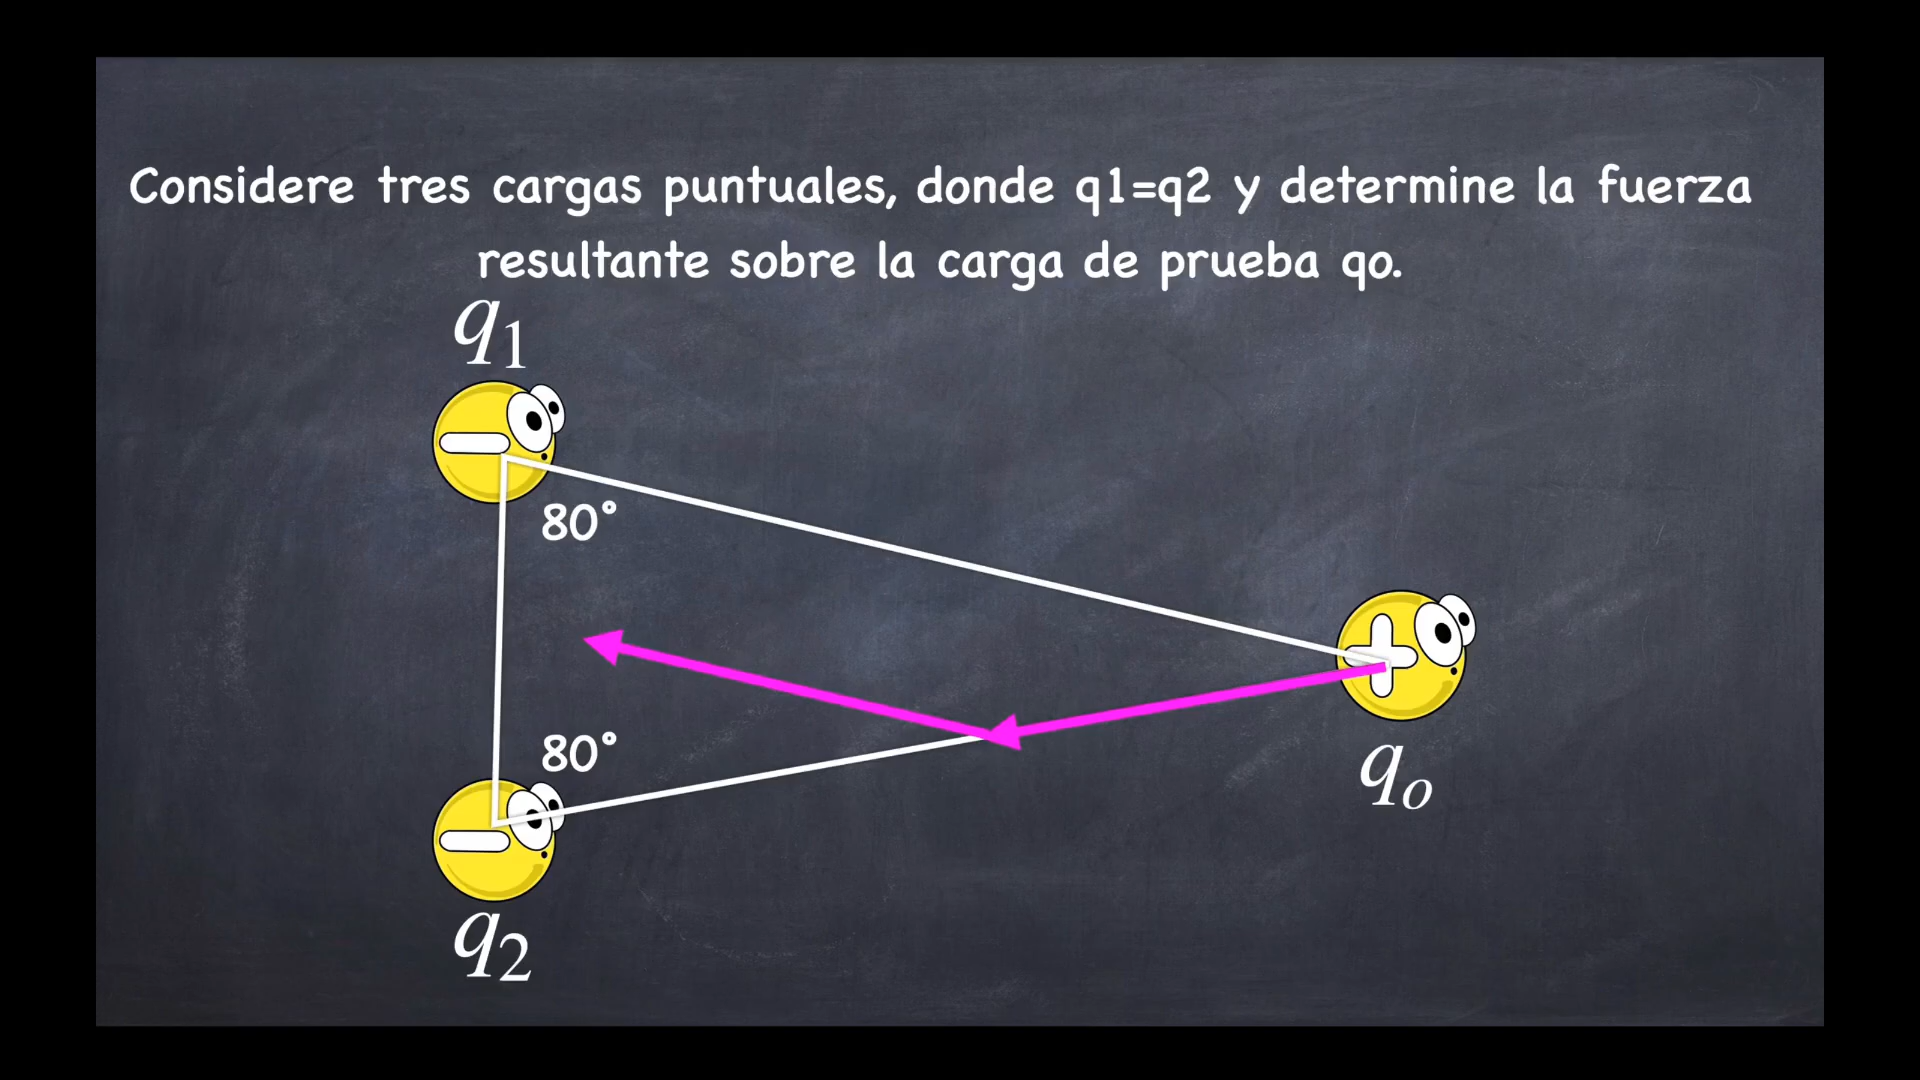 Considere tres cargas puntuales, donde q1=q2 y determine la fuerza
resultante sobre la carga de prueba qo.
q1
80°
80°
qo
q2